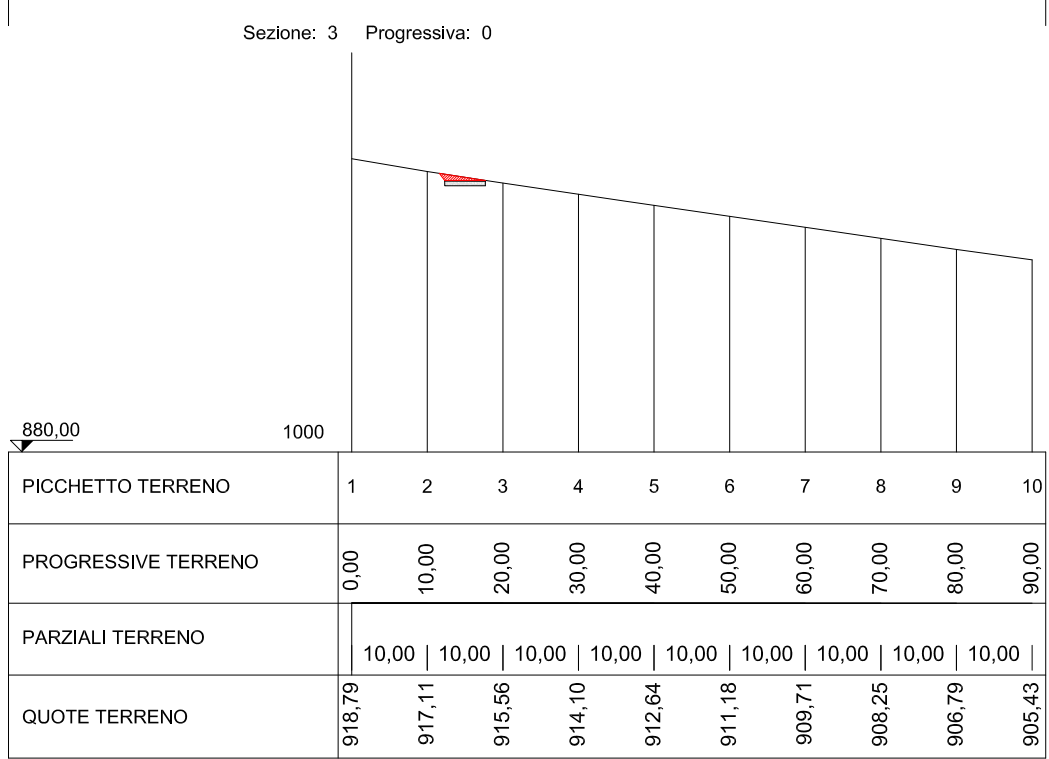 Sezione: 3 Progressiva: 0
880,00 1000
PICCHETTO TERRENO 1 2 3 4 5 6 7 8 9 10
PROGRESSIVE TERRENO 0,00 10,00 20,00 30,00 40,00 50,00 60,00 70,00 80,00 90,00
PARZIALI TERRENO 10,00 10,00 10,00 10,00 10,00 10,00 10,00 10,00 10,00
QUOTE TERRENO 918,79 917,11 915,56 914,10 912,64 911,18 909,71 908,25 906,79 905,43